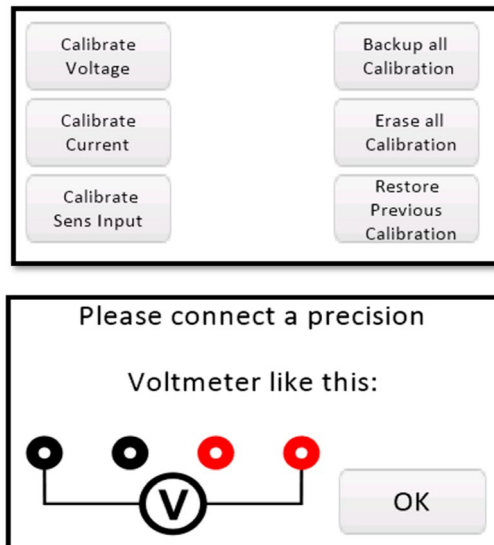 Calibrate
Voltage
Backup all
Calibration
Calibrate
Current
Erase all
Calibration
Calibrate
Sens Input
Restore
Previous
Calibration
Please connect a precision
Voltmeter like this:
V
OK